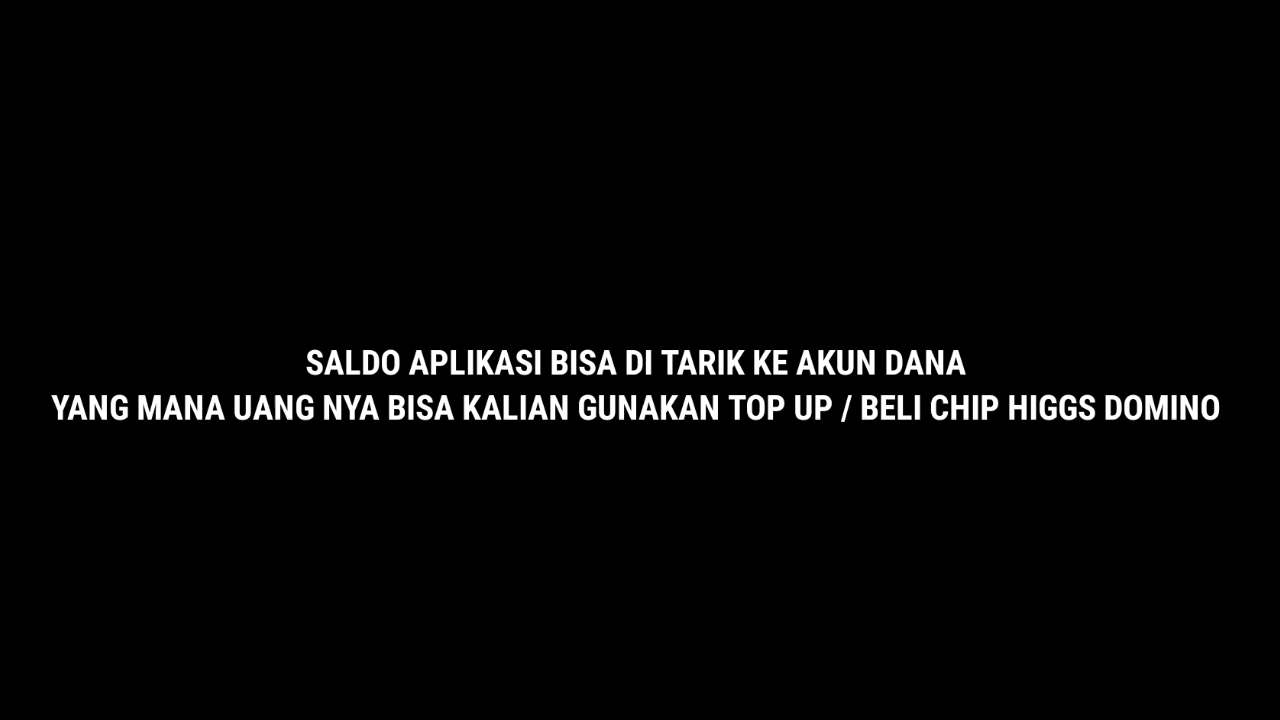 SALDO APLIKASI BISA DI TARIK KE AKUN DANA
YANG MANA UANG NYA BISA KALIAN GUNAKAN TOP UP / BELI CHIP HIGGS DOMINO